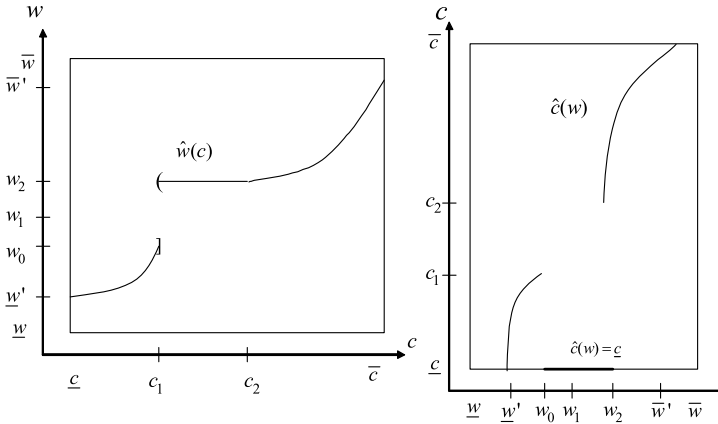 w
w̅
w̅'
ŵ(c)
w₂
w₁
w₀
w̲'
w̲
c
c̲
c₁
c₂
c̅
c
c̅
ĉ(w)
c₂
c₁
ĉ(w) = c̲
c̲
w̲
w̲'
w₀
w₁
w₂
w̅'
w̅